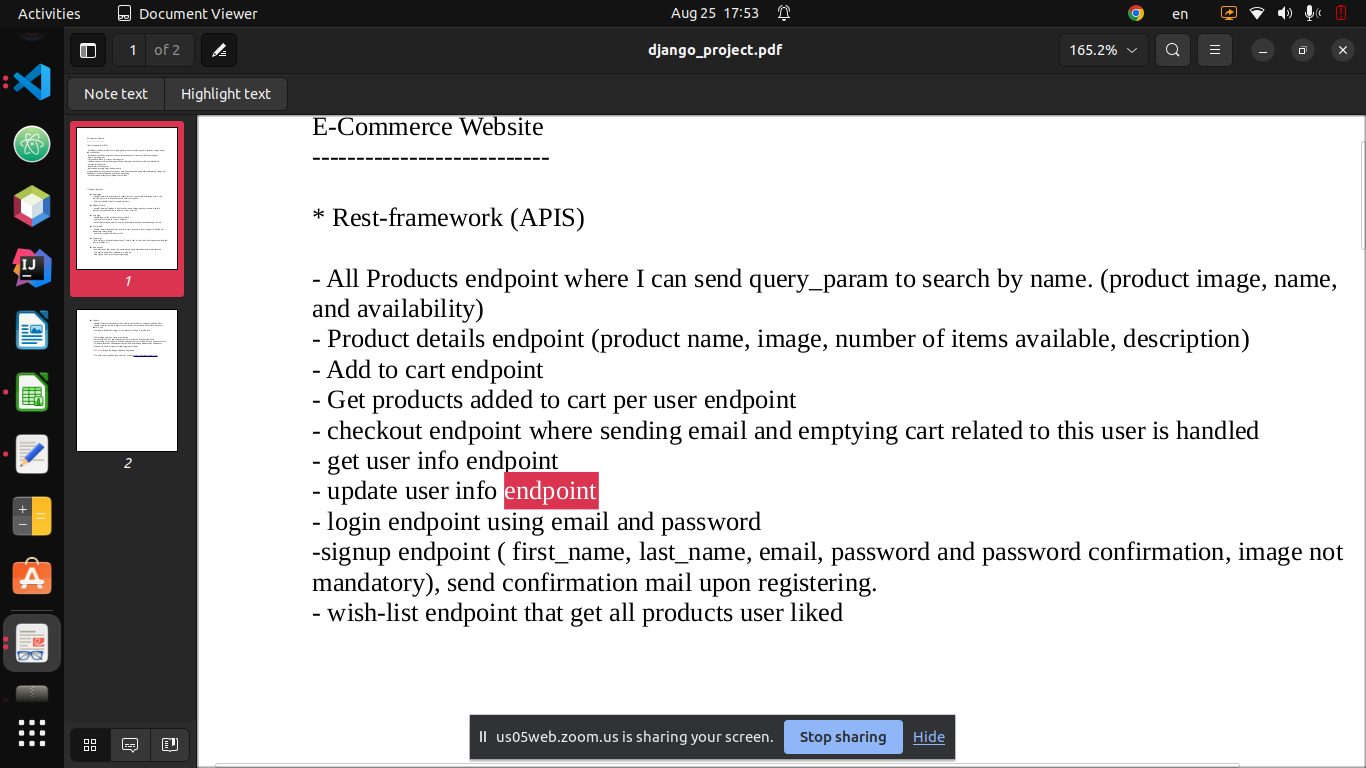 Activities
Document Viewer
Aug 25 17:53
en
1 of 2
django_project.pdf
165.2%
Note text
Highlight text
1
2
E-Commerce Website
---------------------------
* Rest-framework (APIS)
- All Products endpoint where I can send query_param to search by name. (product image, name,
and availability)
- Product details endpoint (product name, image, number of items available, description)
- Add to cart endpoint
- Get products added to cart per user endpoint
- checkout endpoint where sending email and emptying cart related to this user is handled
- get user info endpoint
- update user info endpoint
- login endpoint using email and password
-signup endpoint ( first_name, last_name, email, password and password confirmation, image not
mandatory), send confirmation mail upon registering.
- wish-list endpoint that get all products user liked
us05web.zoom.us is sharing your screen.
Stop sharing
Hide